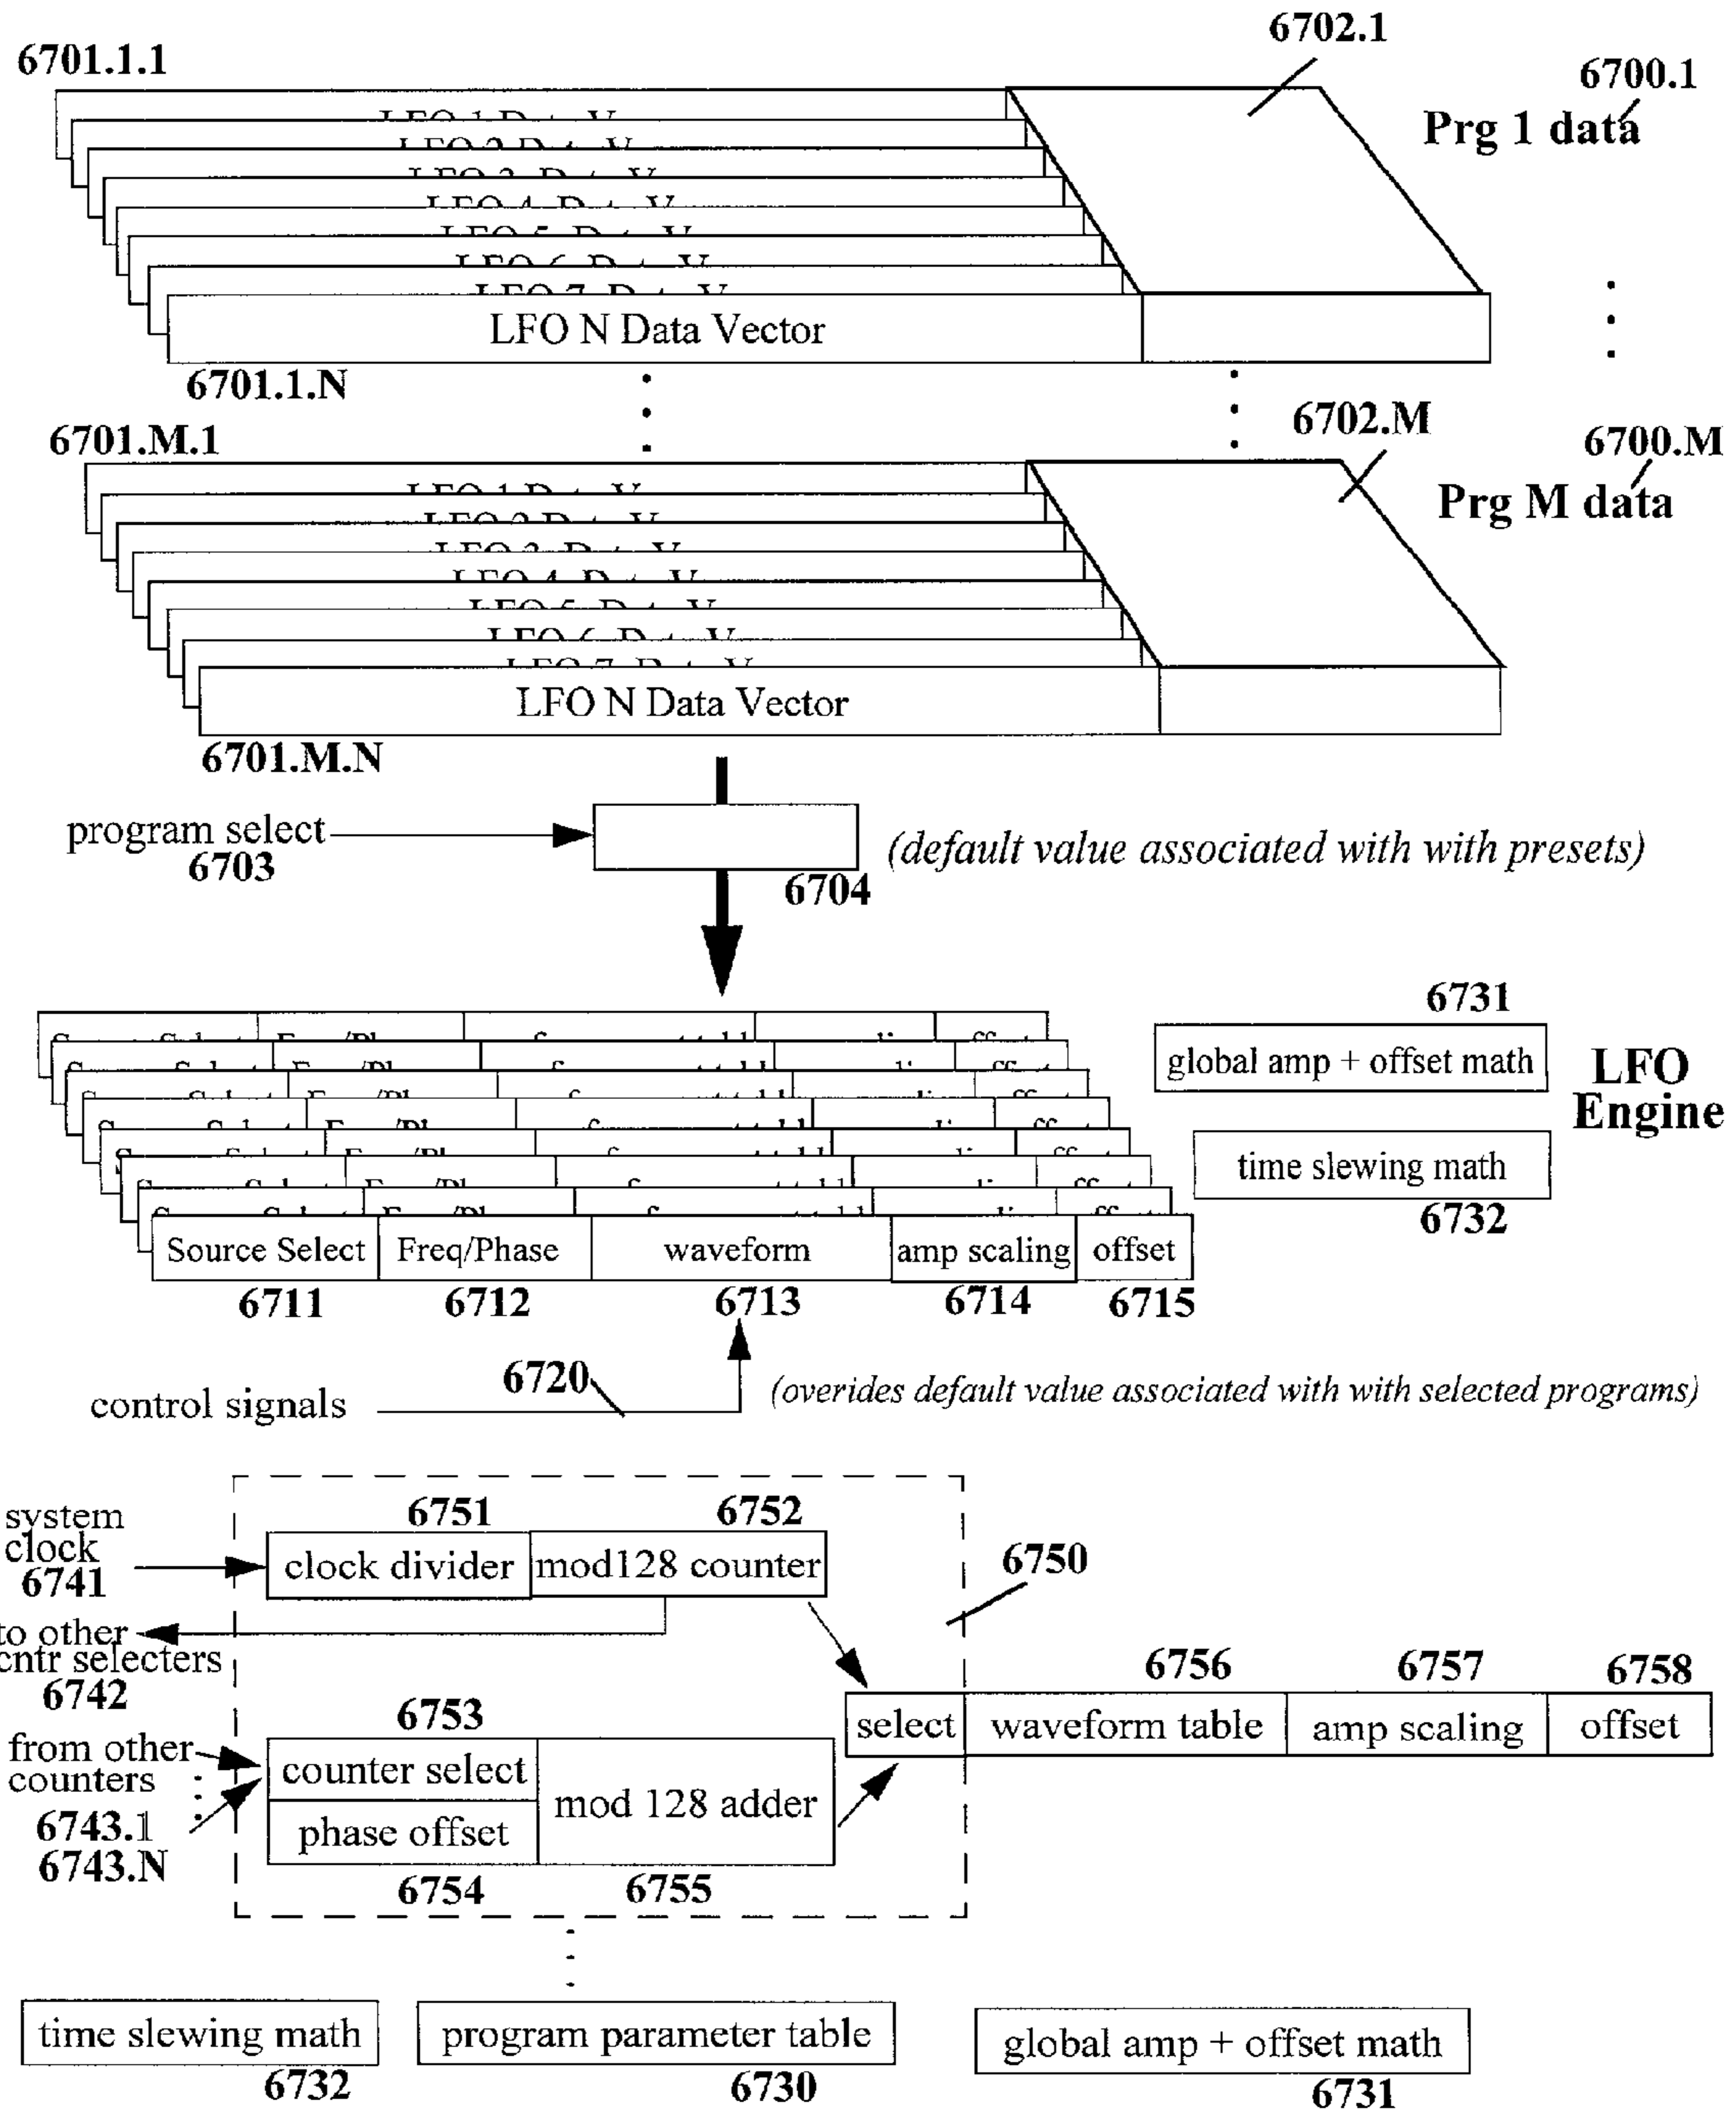 6702.1
6701.1.1
6700.1
Prg 1 data
LFO N Data Vector
6701.1.N
6702.M
6701.M.1
6700.M
Prg M data
LFO N Data Vector
6701.M.N
program select
6703
(default value associated with with presets)
6704
6731
global amp + offset math
LFO
Engine
time slewing math
6732
Source Select Freq/Phase waveform amp scaling offset
6711 6712 6713 6714 6715
6720
control signals
(overides default value associated with with selected programs)
system
clock
6741
6751 6752
clock divider mod128 counter
6750
to other
cntr selecters
6742
6756 6757 6758
select waveform table amp scaling offset
6753
from other
counters
6743.1
6743.N
counter select
phase offset
mod 128 adder
6754 6755
time slewing math
6732
program parameter table
6730
global amp + offset math
6731